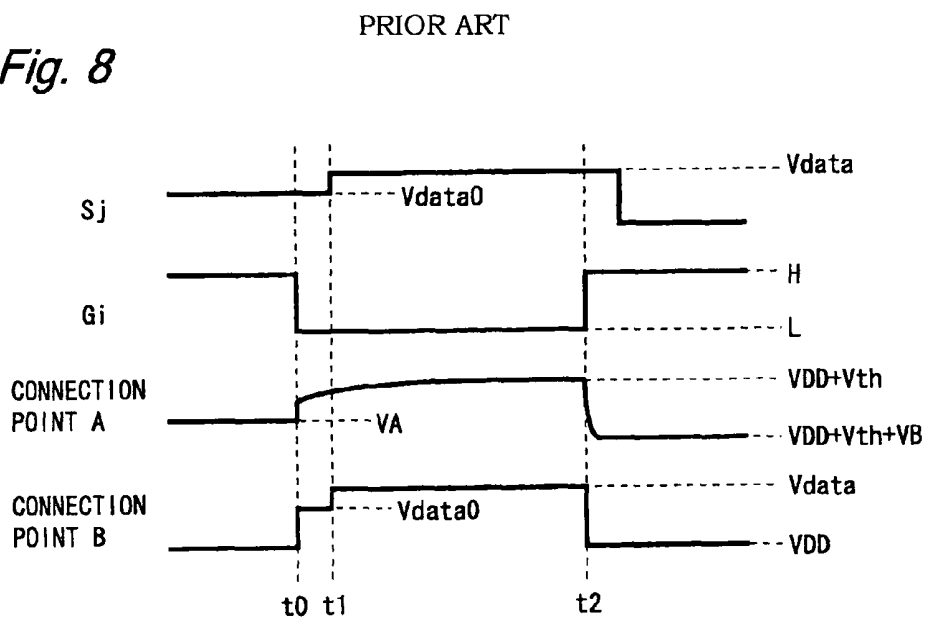 PRIOR ART
Fig. 8
Sj
Vdata0
Vdata
Gi
H
L
CONNECTION
POINT A
VA
VDD+Vth
VDD+Vth+VB
CONNECTION
POINT B
Vdata0
Vdata
VDD
t0 t1 t2